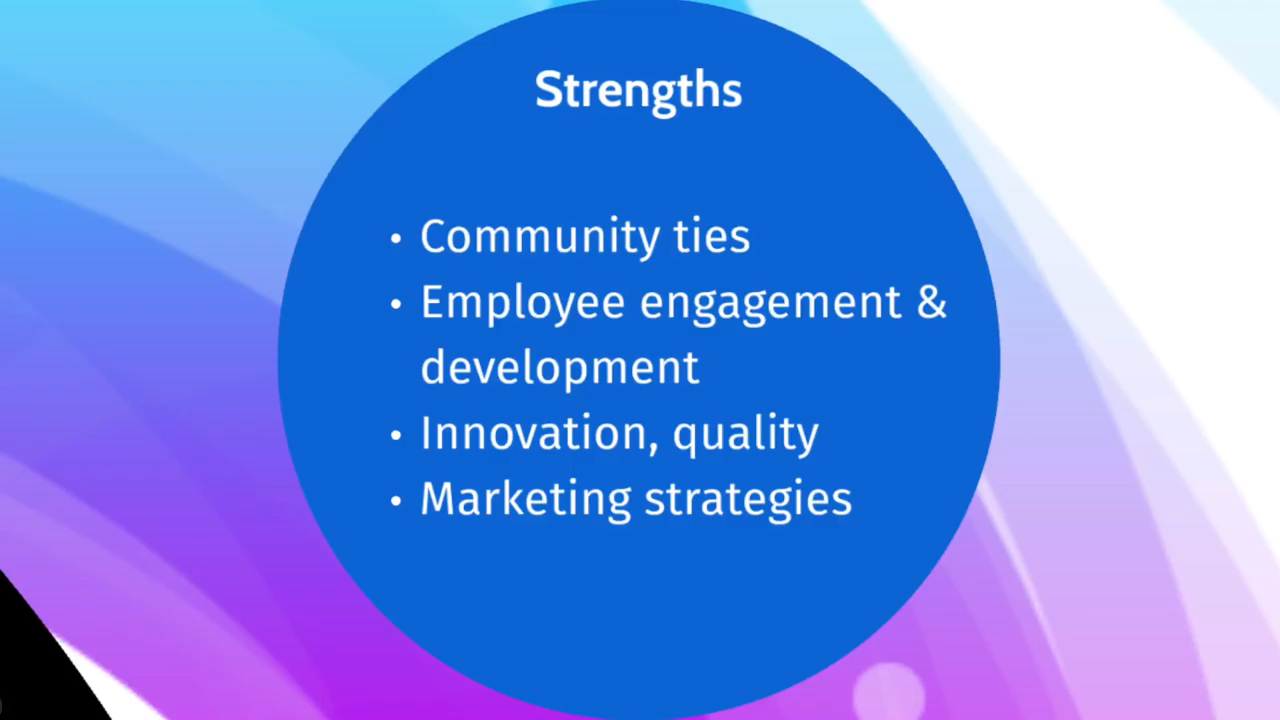 Strengths
• Community ties
• Employee engagement &
development
• Innovation, quality
• Marketing strategies